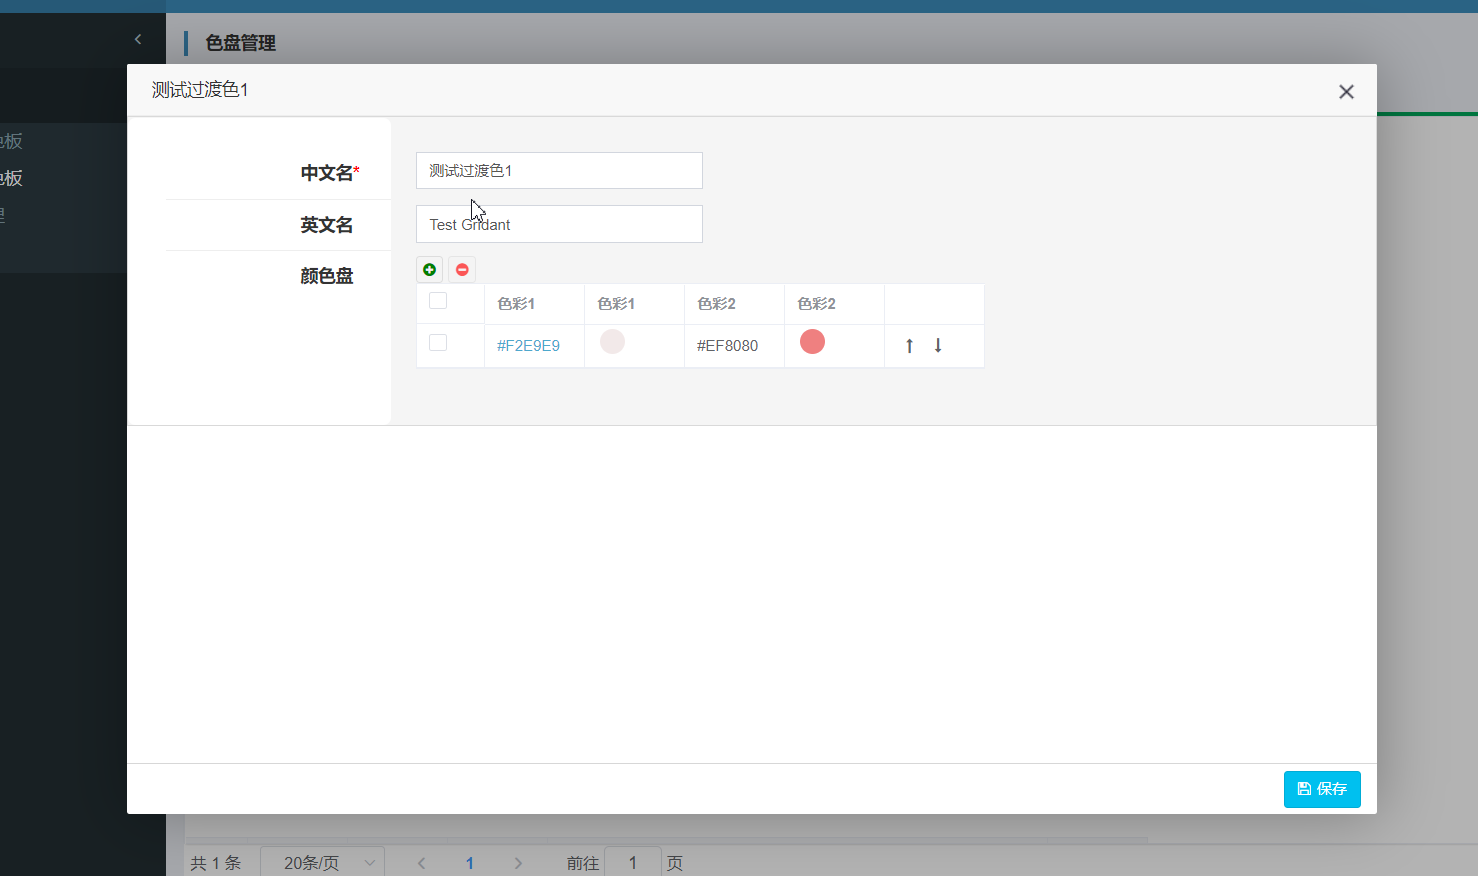 色盘管理
测试过渡色1
色板
色板
理
中文名* 测试过渡色1
英文名 Test Gridant
颜色盘
色彩1 色彩1 色彩2 色彩2
#F2E9E9 #EF8080
保存
共 1 条 20条/页 1 前往 1 页